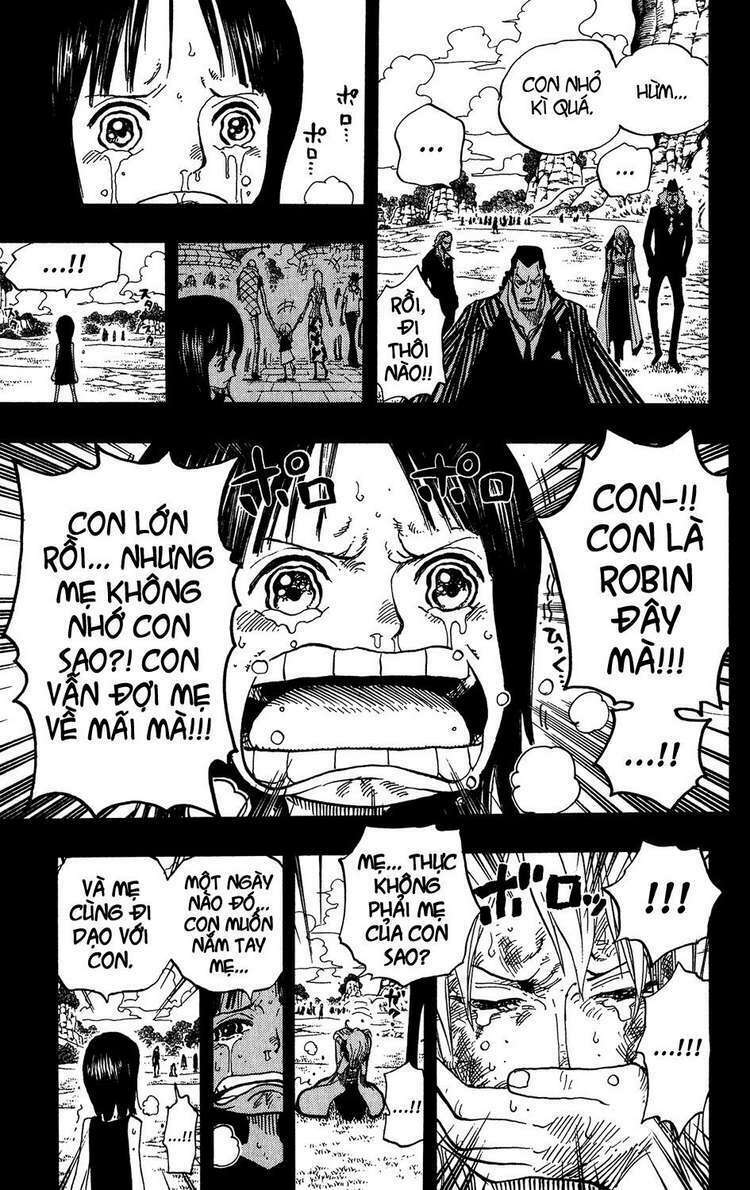 HỪM...
CON NHỎ
KÌ QUÁ.
...
...
RỒI,
ĐI
THÔI
NÀO!!
ポロ
ポロ
...!!
CON-!!
CON LÀ
ROBIN
ĐÂY
MÀ!!!
...!!
ポロ
ポロ
ひっく
CON LỚN
RỒI... NHƯNG
MẸ KHÔNG
NHỚ CON
SAO?! CON
VẪN ĐỢI MẸ
VỀ MÃI MÀ!!!
!!!
...!!!
ボロッ
MẸ... THỰC
KHÔNG
PHẢI MẸ
CỦA CON
SAO?
...!!
MỘT NGÀY
NÀO ĐÓ,..
CON MUỐN
NẮM TAY
MẸ...
VÀ MẸ
CÙNG ĐI
DẠO VỚI
CON.
...!!